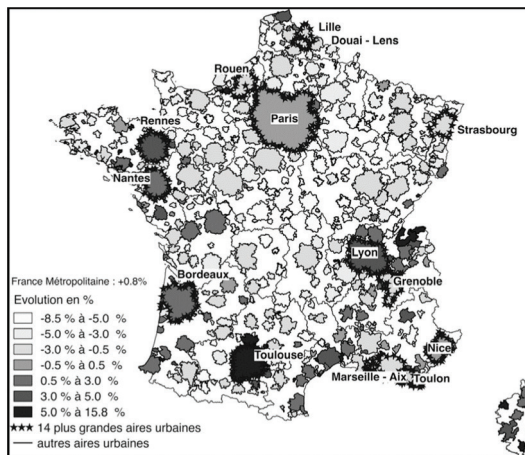 Lille
Douai - Lens
Rouen
Paris
Strasbourg
Rennes
Nantes
Lyon
Grenoble
Bordeaux
Toulouse
Nice
Marseille - Aix
Toulon
France Métropolitaine : +0.8%
Evolution en %
-8.5 % à -5.0 %
-5.0 % à -3.0 %
-3.0 % à -0.5 %
-0.5 % à 0.5 %
0.5 % à 3.0 %
3.0 % à 5.0 %
5.0 % à 15.8 %
14 plus grandes aires urbaines
autres aires urbaines